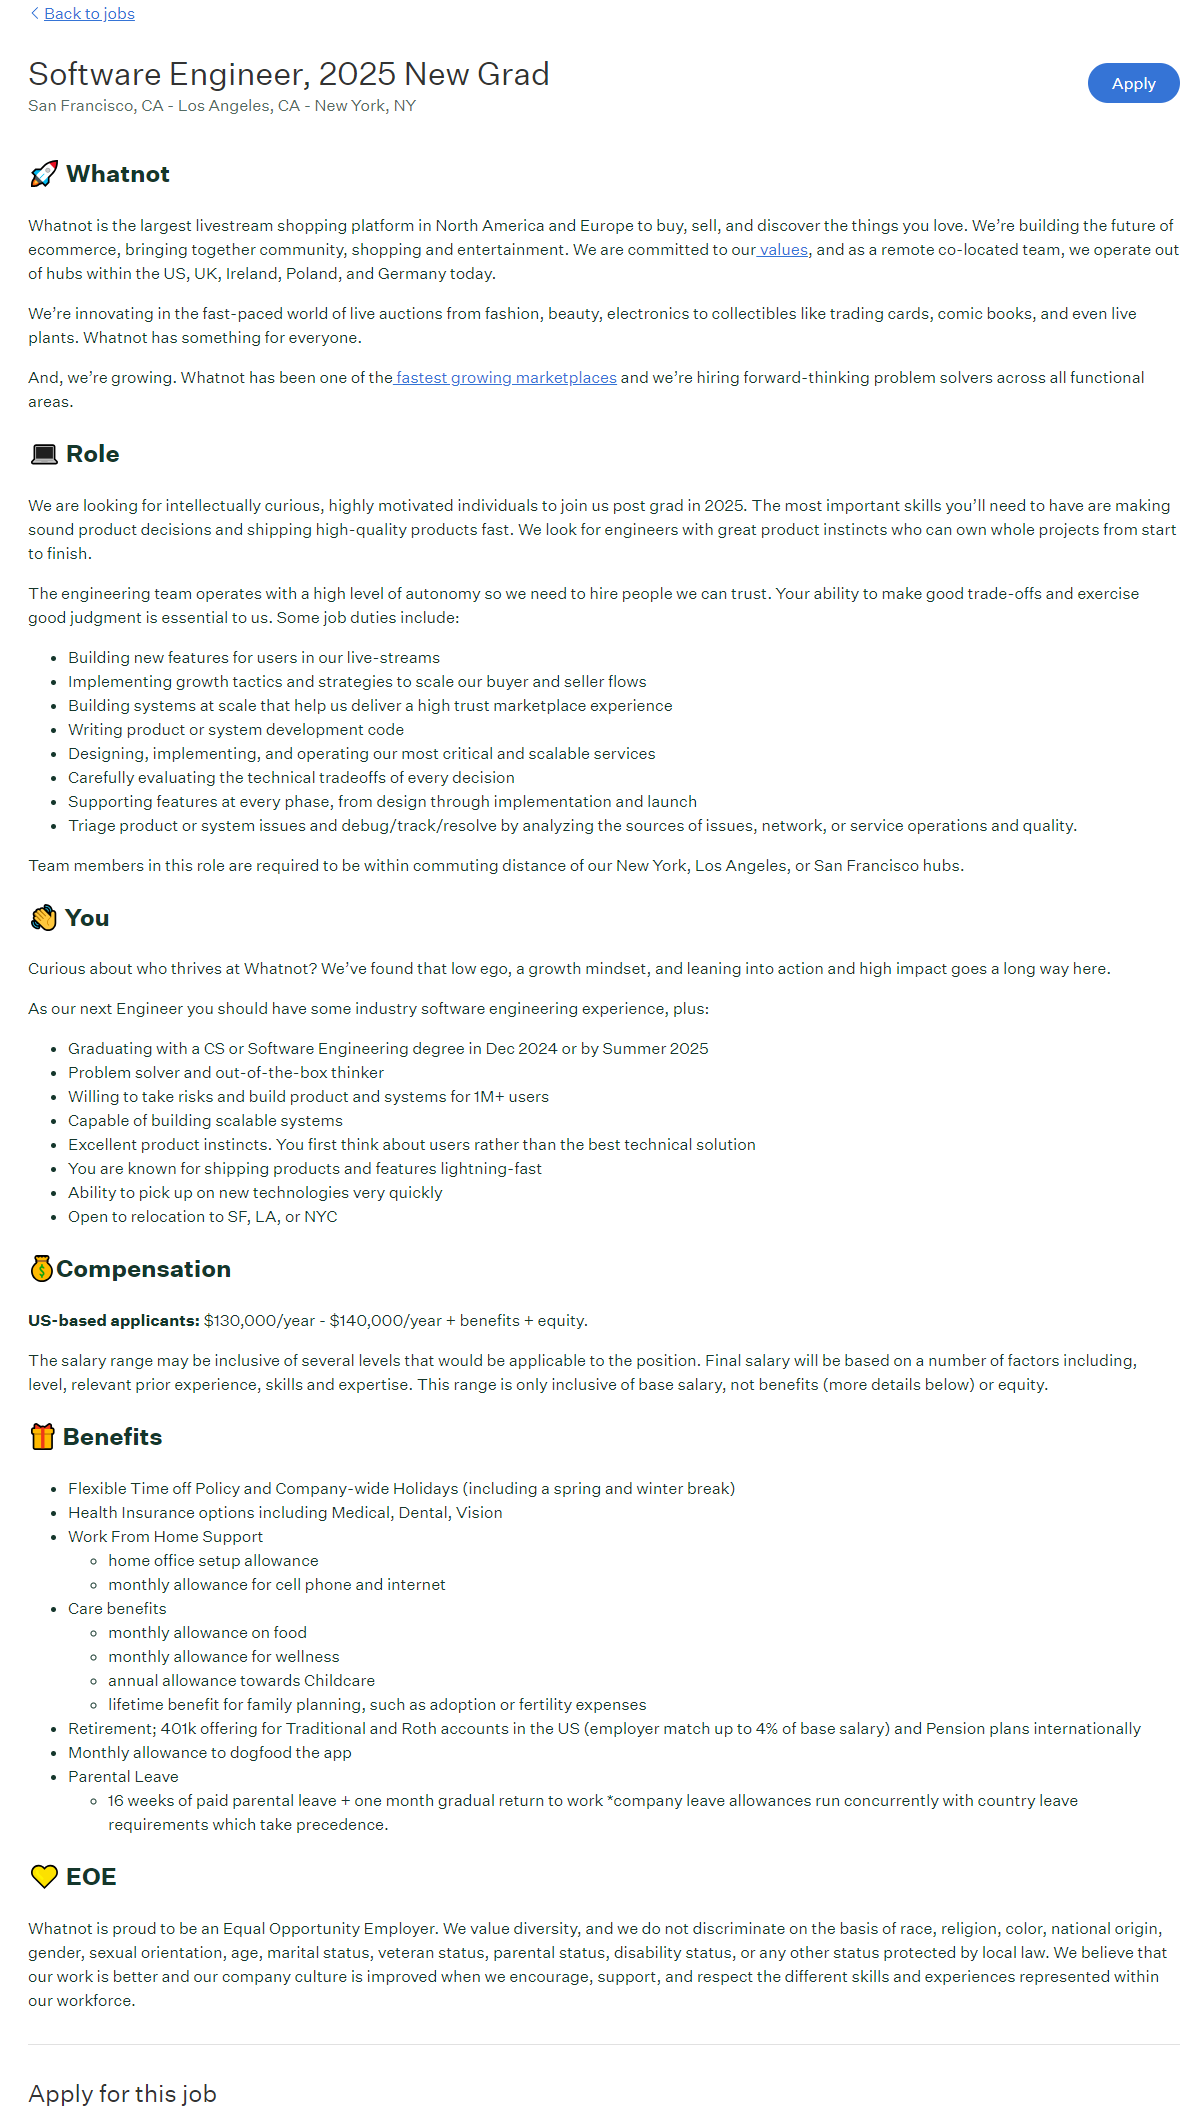 Back to jobs
Software Engineer, 2025 New Grad
Apply
San Francisco, CA - Los Angeles, CA - New York, NY
🚀 Whatnot
Whatnot is the largest livestream shopping platform in North America and Europe to buy, sell, and discover the things you love. We’re building the future of
ecommerce, bringing together community, shopping and entertainment. We are committed to our values, and as a remote co-located team, we operate out
of hubs within the US, UK, Ireland, Poland, and Germany today.
We’re innovating in the fast-paced world of live auctions from fashion, beauty, electronics to collectibles like trading cards, comic books, and even live
plants. Whatnot has something for everyone.
And, we’re growing. Whatnot has been one of the fastest growing marketplaces and we’re hiring forward-thinking problem solvers across all functional
areas.
💻 Role
We are looking for intellectually curious, highly motivated individuals to join us post grad in 2025. The most important skills you’ll need to have are making
sound product decisions and shipping high-quality products fast. We look for engineers with great product instincts who can own whole projects from start
to finish.
The engineering team operates with a high level of autonomy so we need to hire people we can trust. Your ability to make good trade-offs and exercise
good judgment is essential to us. Some job duties include:
• Building new features for users in our live-streams
• Implementing growth tactics and strategies to scale our buyer and seller flows
• Building systems at scale that help us deliver a high trust marketplace experience
• Writing product or system development code
• Designing, implementing, and operating our most critical and scalable services
• Carefully evaluating the technical tradeoffs of every decision
• Supporting features at every phase, from design through implementation and launch
• Triage product or system issues and debug/track/resolve by analyzing the sources of issues, network, or service operations and quality.
Team members in this role are required to be within commuting distance of our New York, Los Angeles, or San Francisco hubs.
👋 You
Curious about who thrives at Whatnot? We’ve found that low ego, a growth mindset, and leaning into action and high impact goes a long way here.
As our next Engineer you should have some industry software engineering experience, plus:
• Graduating with a CS or Software Engineering degree in Dec 2024 or by Summer 2025
• Problem solver and out-of-the-box thinker
• Willing to take risks and build product and systems for 1M+ users
• Capable of building scalable systems
• Excellent product instincts. You first think about users rather than the best technical solution
• You are known for shipping products and features lightning-fast
• Ability to pick up on new technologies very quickly
• Open to relocation to SF, LA, or NYC
💰Compensation
US-based applicants: $130,000/year - $140,000/year + benefits + equity.
The salary range may be inclusive of several levels that would be applicable to the position. Final salary will be based on a number of factors including,
level, relevant prior experience, skills and expertise. This range is only inclusive of base salary, not benefits (more details below) or equity.
🎁 Benefits
• Flexible Time off Policy and Company-wide Holidays (including a spring and winter break)
• Health Insurance options including Medical, Dental, Vision
• Work From Home Support
◦ home office setup allowance
◦ monthly allowance for cell phone and internet
• Care benefits
◦ monthly allowance on food
◦ monthly allowance for wellness
◦ annual allowance towards Childcare
◦ lifetime benefit for family planning, such as adoption or fertility expenses
• Retirement; 401k offering for Traditional and Roth accounts in the US (employer match up to 4% of base salary) and Pension plans internationally
• Monthly allowance to dogfood the app
• Parental Leave
◦ 16 weeks of paid parental leave + one month gradual return to work *company leave allowances run concurrently with country leave
requirements which take precedence.
💛 EOE
Whatnot is proud to be an Equal Opportunity Employer. We value diversity, and we do not discriminate on the basis of race, religion, color, national origin,
gender, sexual orientation, age, marital status, veteran status, parental status, disability status, or any other status protected by local law. We believe that
our work is better and our company culture is improved when we encourage, support, and respect the different skills and experiences represented within
our workforce.
Apply for this job